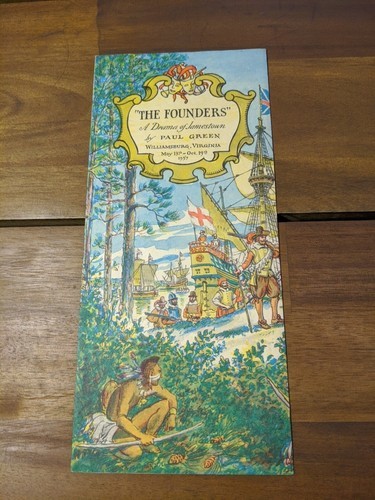 "THE FOUNDERS"
A Drama of Jamestown
by PAUL GREEN
WILLIAMSBURG, VIRGINIA
May 13th - Oct. 19th
1957